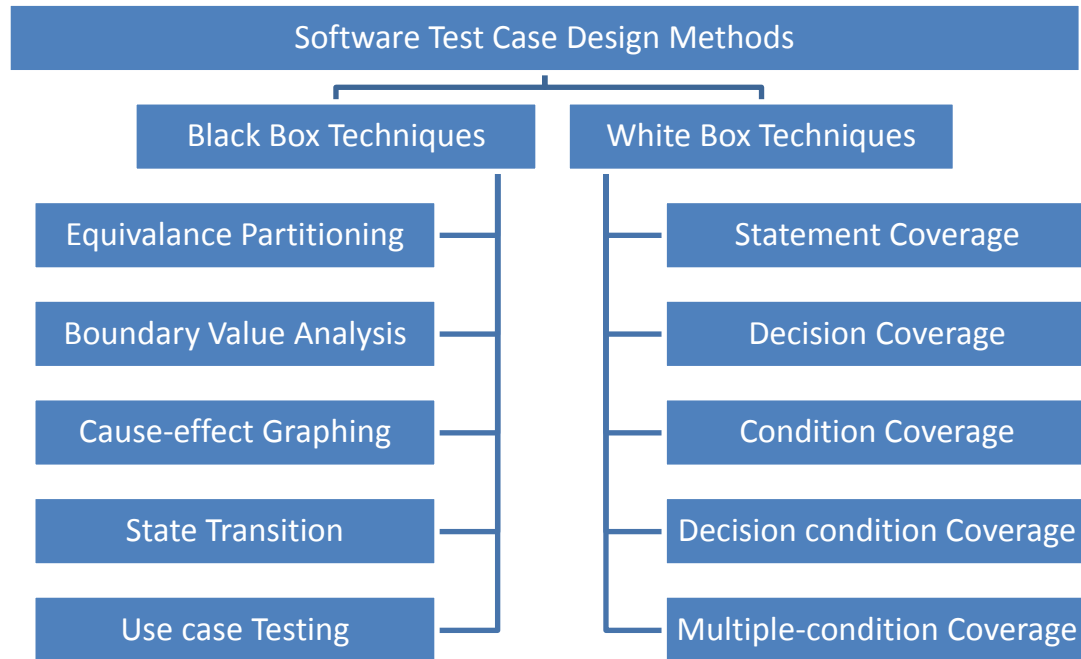 Software Test Case Design Methods
Black Box Techniques
White Box Techniques
Equivalance Partitioning
Boundary Value Analysis
Cause-effect Graphing
State Transition
Use case Testing
Statement Coverage
Decision Coverage
Condition Coverage
Decision condition Coverage
Multiple-condition Coverage